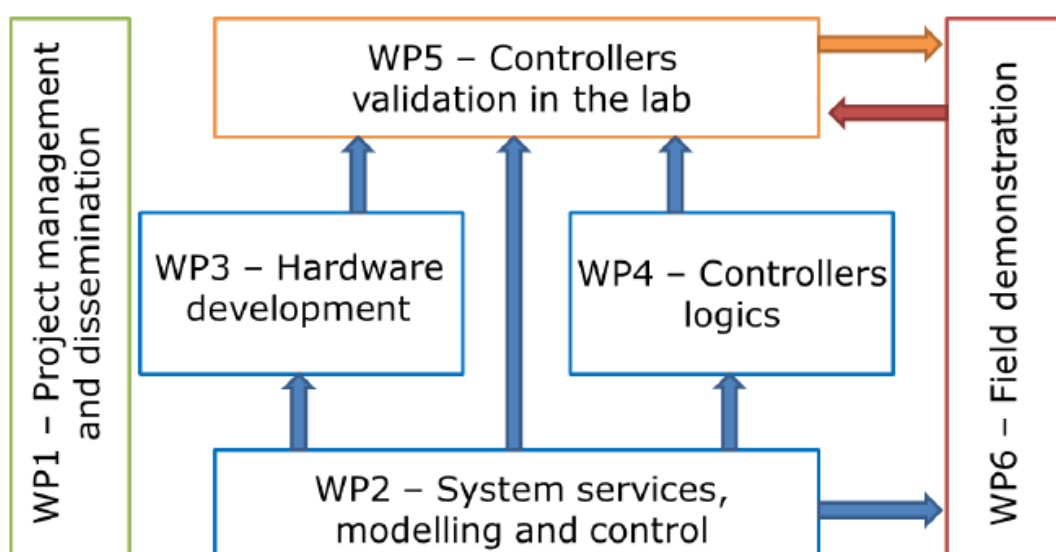 WP1 – Project management
and dissemination
WP5 – Controllers
validation in the lab
WP3 – Hardware
development
WP4 – Controllers
logics
WP2 – System services,
modelling and control
WP6 – Field demonstration